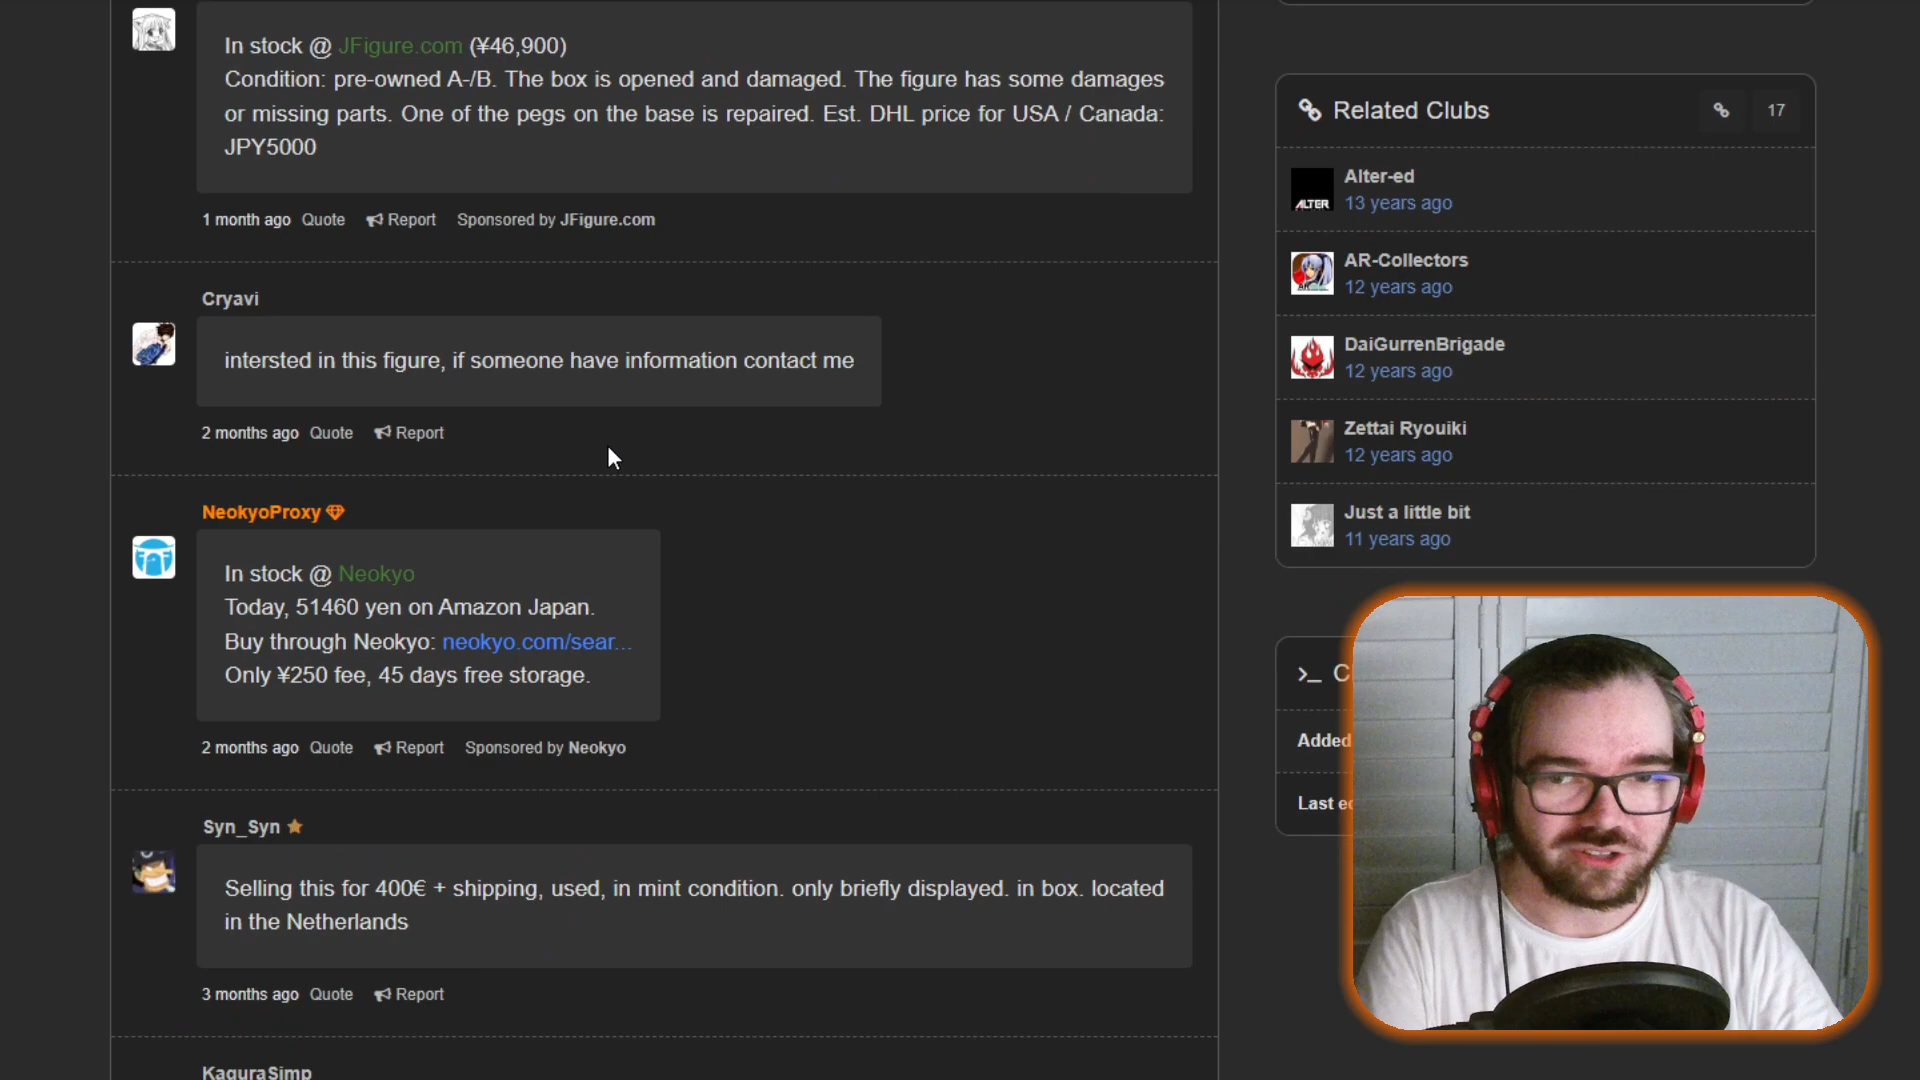 In stock @ JFigure.com (¥46,900)
Condition: pre-owned A-/B. The box is opened and damaged. The figure has some damages
or missing parts. One of the pegs on the base is repaired. Est. DHL price for USA / Canada:
JPY5000
1 month ago Quote Report Sponsored by JFigure.com
Cryavi
intersted in this figure, if someone have information contact me
2 months ago Quote Report
NeokyoProxy
In stock @ Neokyo
Today, 51460 yen on Amazon Japan.
Buy through Neokyo: neokyo.com/sear...
Only ¥250 fee, 45 days free storage.
2 months ago Quote Report Sponsored by Neokyo
Syn_Syn
Selling this for 400€ + shipping, used, in mint condition. only briefly displayed. in box. located
in the Netherlands
3 months ago Quote Report
KaguraSimp
Related Clubs 17
ALTER
Alter-ed
13 years ago
AR-Collectors
12 years ago
DaiGurrenBrigade
12 years ago
Zettai Ryouiki
12 years ago
Just a little bit
11 years ago
>_ C
Added
Last